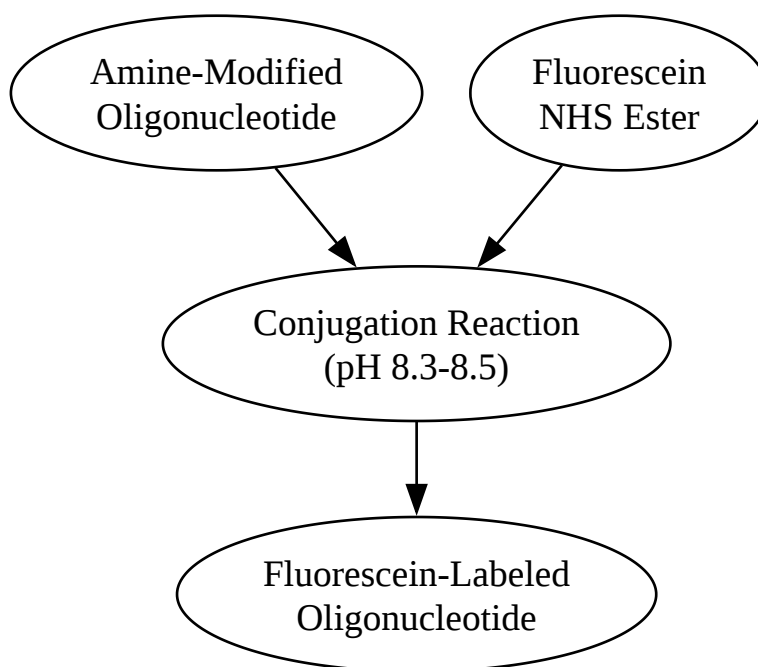 Amine-Modified
Oligonucleotide
Fluorescein
NHS Ester
Conjugation Reaction
(pH 8.3-8.5)
Fluorescein-Labeled
Oligonucleotide